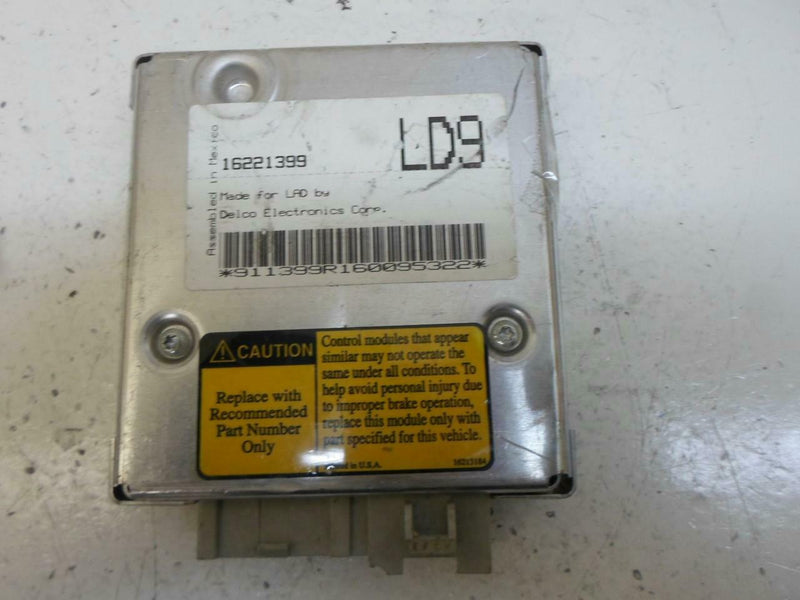 Assembled in Mexico
16221399
LD9
Made for LAD by
Delco Electronics Corp.
*911399R160095322*
CAUTION
Replace with
Recommended
Part Number
Only
Control modules that appear
similar may not operate the
same under all conditions. To
help avoid personal injury due
to improper brake operation,
replace this module only with
part specified for this vehicle.
in U.S.A.
16213184